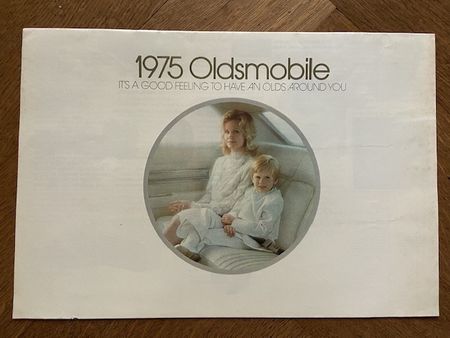 1975 Oldsmobile
IT'S A GOOD FEELING TO HAVE AN OLDS AROUND YOU